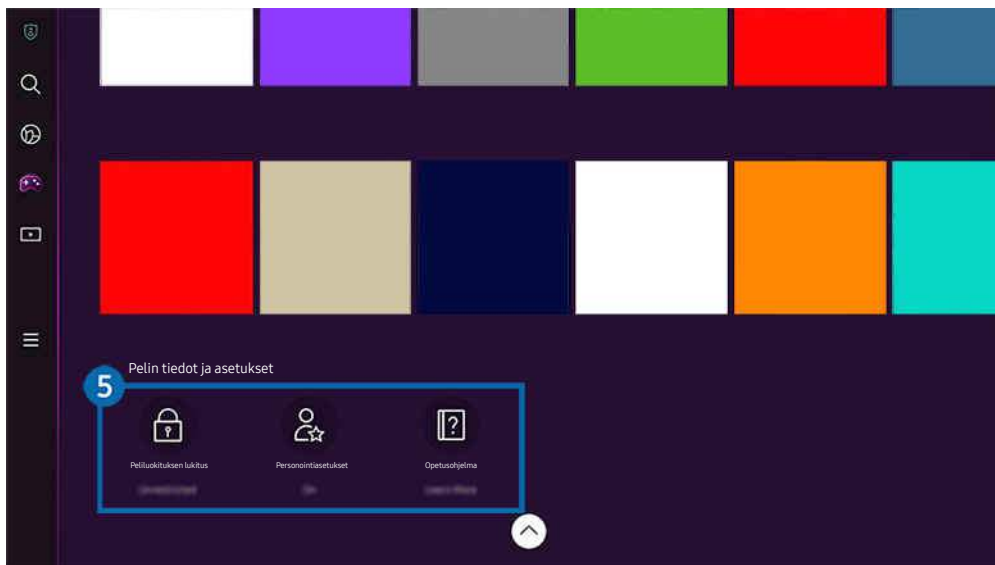 Pelin tiedot ja asetukset
5
Peliluokituksen lukitus
Personointiasetukset
Opetusohjelma